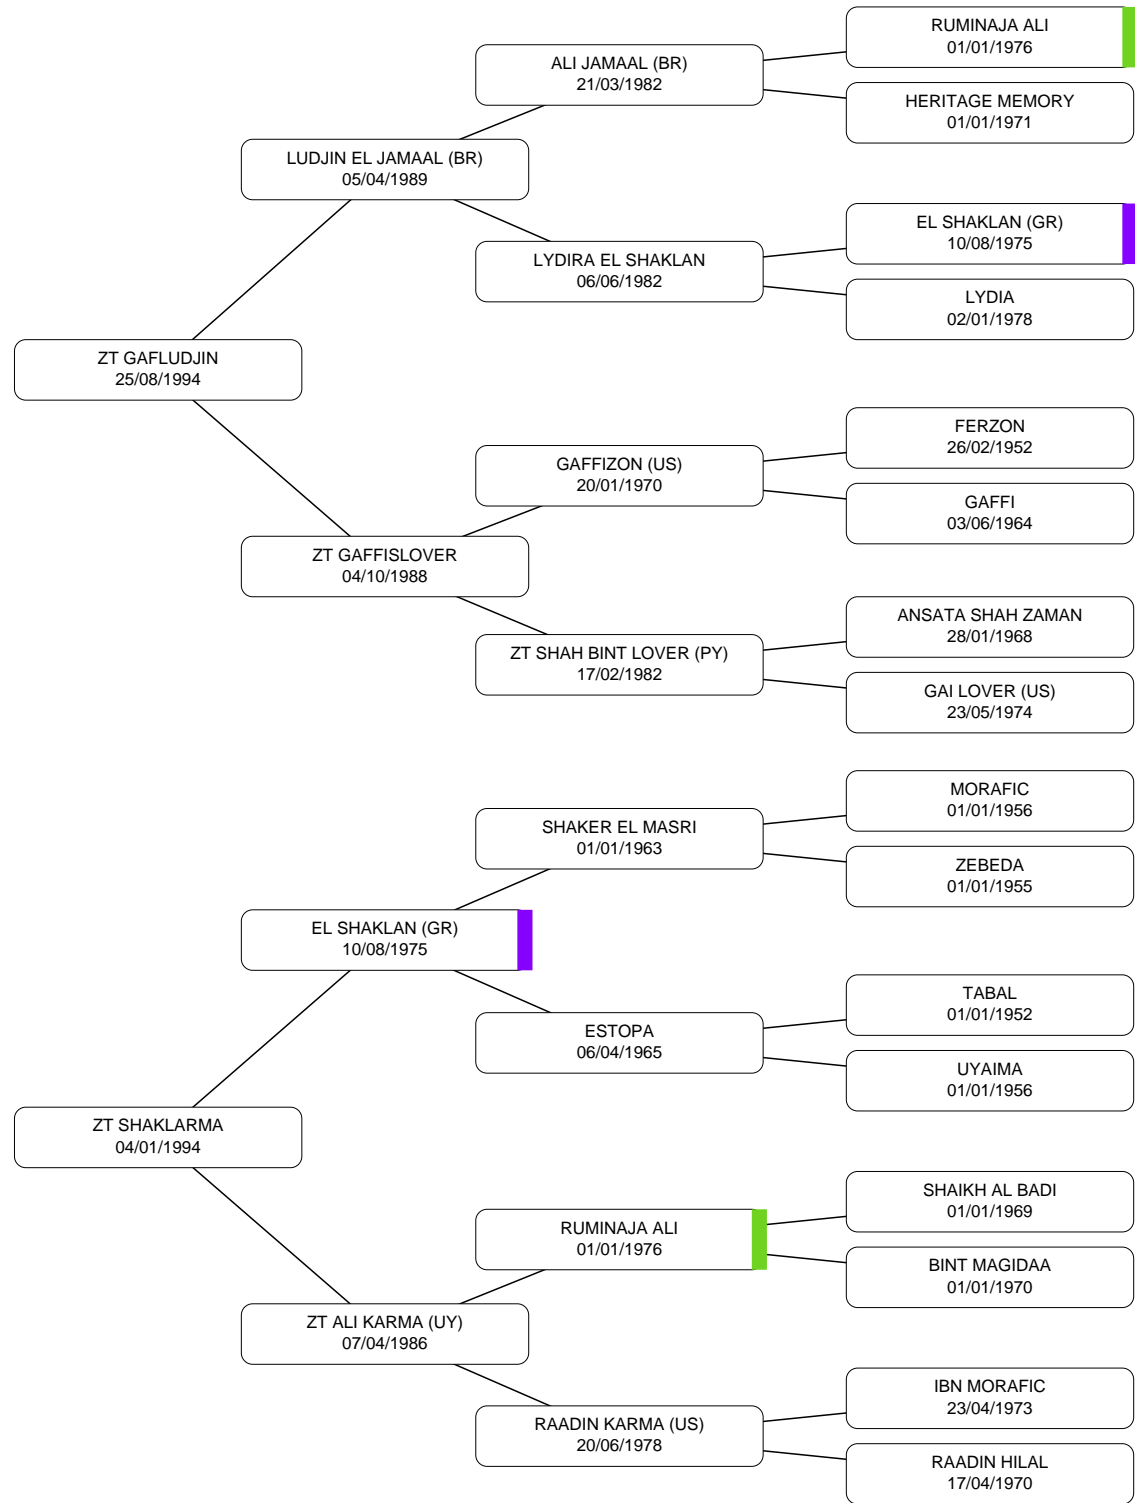 RUMINAJA ALI
01/01/1976
ALI JAMAAL (BR)
21/03/1982
HERITAGE MEMORY
01/01/1971
LUDJIN EL JAMAAL (BR)
05/04/1989
EL SHAKLAN (GR)
10/08/1975
LYDIRA EL SHAKLAN
06/06/1982
LYDIA
02/01/1978
ZT GAFLUDJIN
25/08/1994
FERZON
26/02/1952
GAFFIZON (US)
20/01/1970
GAFFI
03/06/1964
ZT GAFFISLOVER
04/10/1988
ANSATA SHAH ZAMAN
28/01/1968
ZT SHAH BINT LOVER (PY)
17/02/1982
GAI LOVER (US)
23/05/1974
MORAFIC
01/01/1956
SHAKER EL MASRI
01/01/1963
ZEBEDA
01/01/1955
EL SHAKLAN (GR)
10/08/1975
TABAL
01/01/1952
ESTOPA
06/04/1965
UYAIMA
01/01/1956
ZT SHAKLARMA
04/01/1994
SHAIKH AL BADI
01/01/1969
RUMINAJA ALI
01/01/1976
BINT MAGIDAA
01/01/1970
ZT ALI KARMA (UY)
07/04/1986
IBN MORAFIC
23/04/1973
RAADIN KARMA (US)
20/06/1978
RAADIN HILAL
17/04/1970